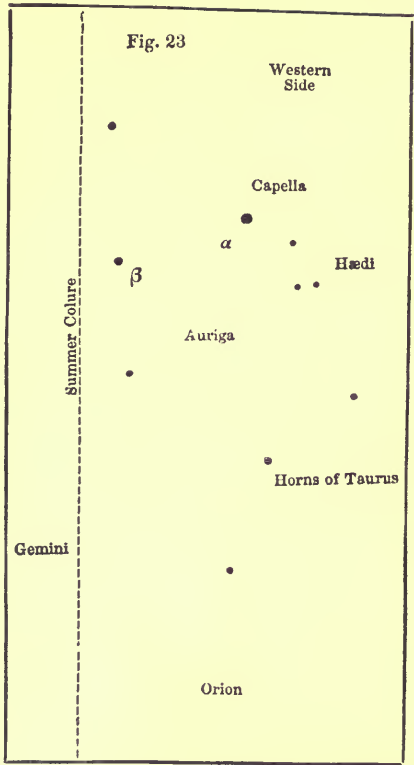 Fig. 23
Western
Side
Capella
α
Hædi
β
Summer Colure
Auriga
Horns of Taurus
Gemini
Orion